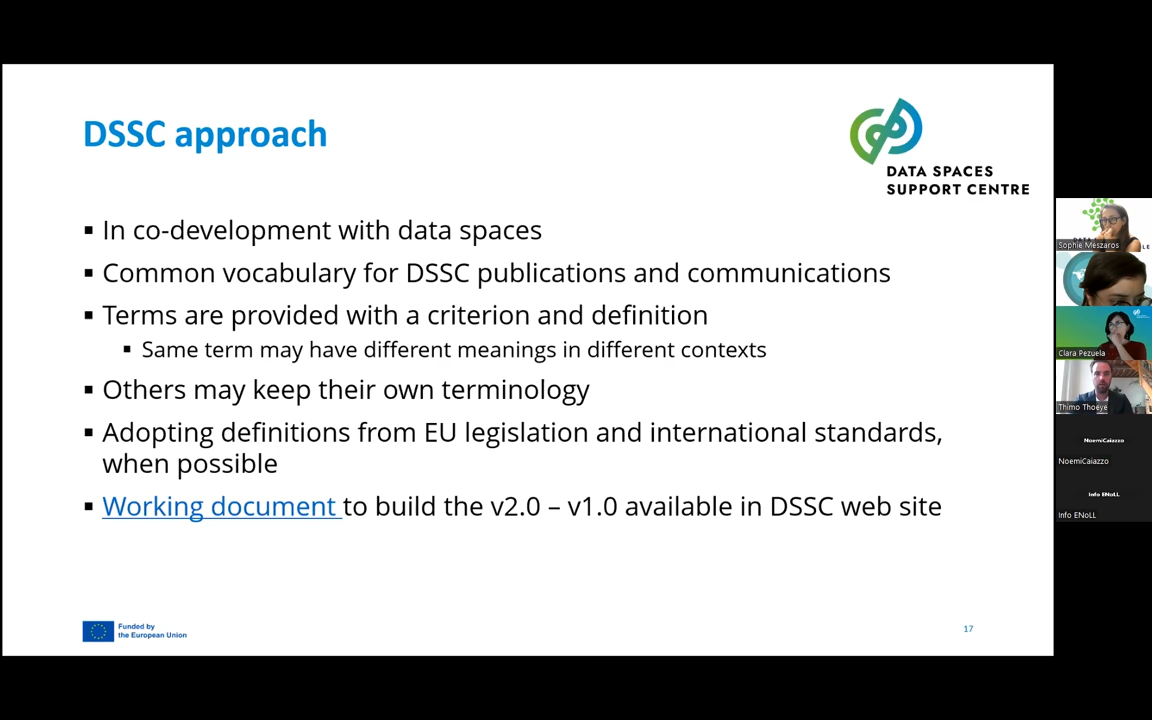 DSSC approach
DATA SPACES
SUPPORT CENTRE
▪ In co-development with data spaces
▪ Common vocabulary for DSSC publications and communications
▪ Terms are provided with a criterion and definition
▪ Same term may have different meanings in different contexts
▪ Others may keep their own terminology
▪ Adopting definitions from EU legislation and international standards,
when possible
▪ Working document to build the v2.0 – v1.0 available in DSSC web site
Funded by
the European Union
17
Sophie Meszaros
Clara Pezuela
Thimo Thoeye
NoemiCaiazzo
NoemiCaiazzo
Info ENoLL
Info ENoLL